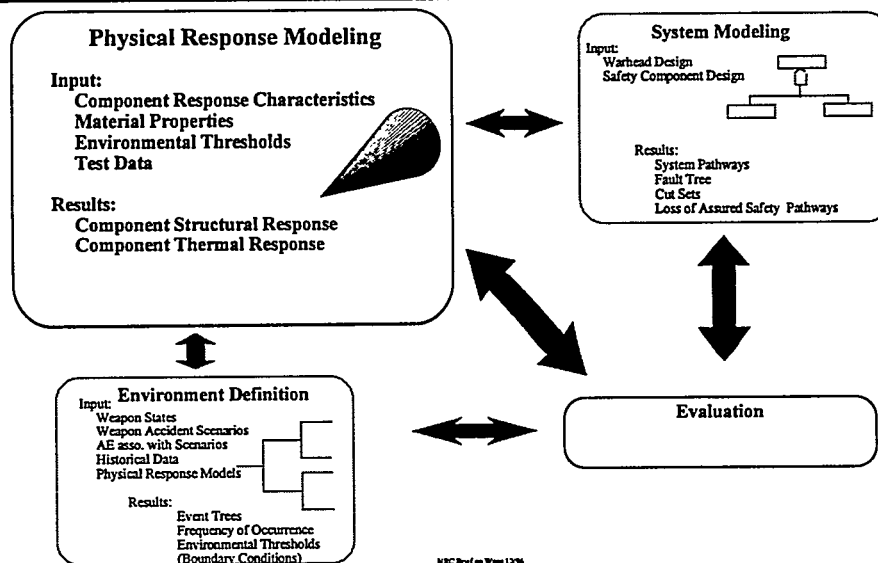 Physical Response Modeling
Input:
Component Response Characteristics
Material Properties
Environmental Thresholds
Test Data
Results:
Component Structural Response
Component Thermal Response
System Modeling
Input:
Warhead Design
Safety Component Design
Results:
System Pathways
Fault Tree
Cut Sets
Loss of Assured Safety Pathways
Environment Definition
Input:
Weapon States
Weapon Accident Scenarios
AE asso. with Scenarios
Historical Data
Physical Response Models
Results:
Event Trees
Frequency of Occurrence
Environmental Thresholds
(Boundary Conditions)
Evaluation